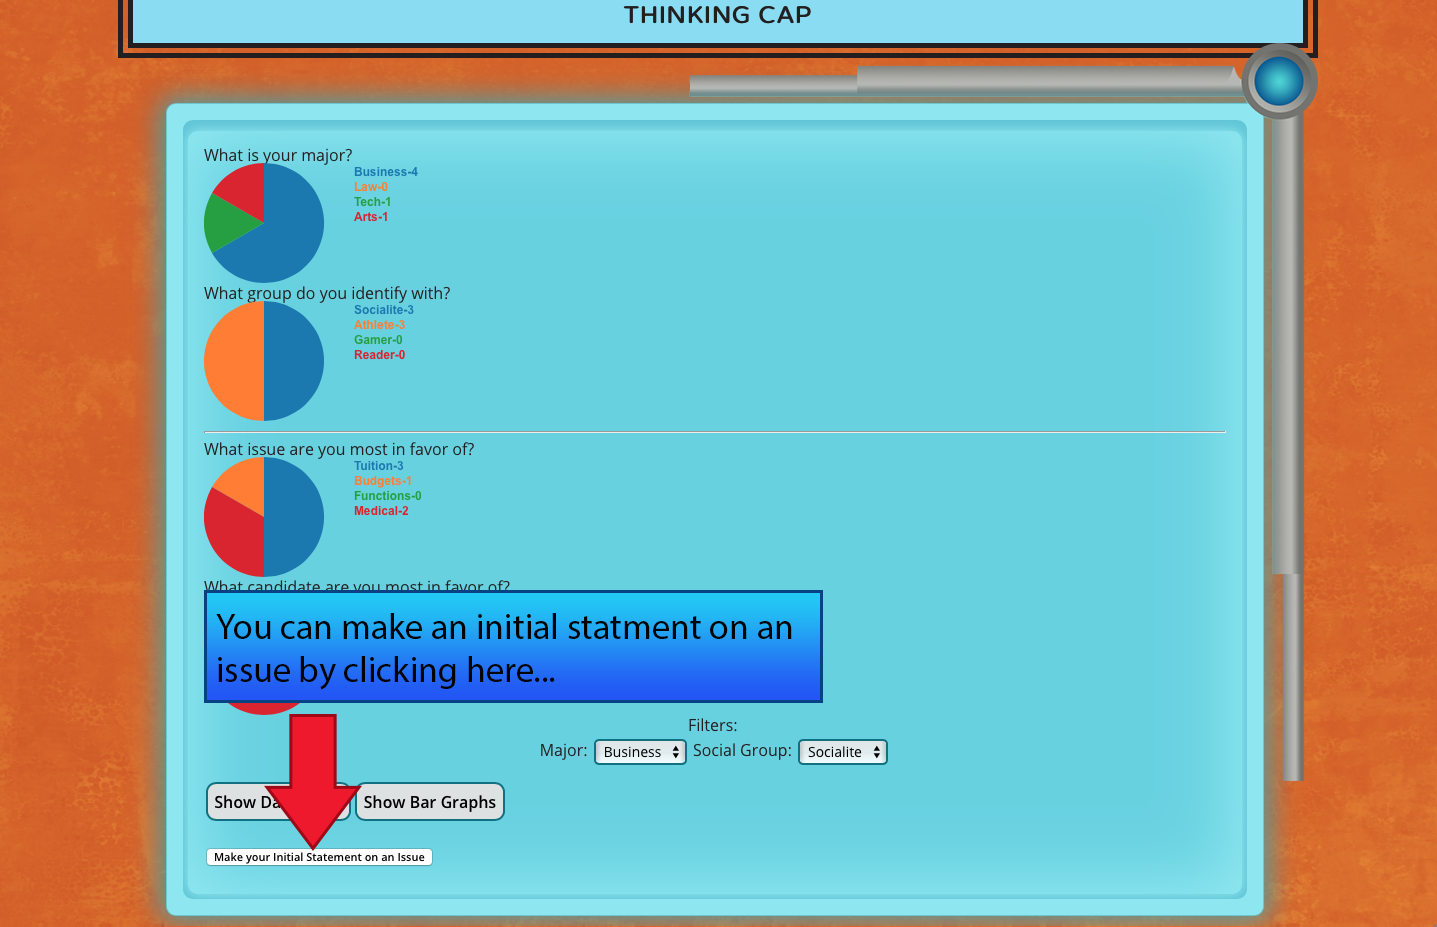 THINKING CAP
What is your major?
Business-4
Law-0
Tech-1
Arts-1
What group do you identify with?
Socialite-3
Athlete-3
Gamer-0
Reader-0
What issue are you most in favor of?
Tuition-3
Budgets-1
Functions-0
Medical-2
What candidate are you most in favor of?
You can make an initial statment on an
issue by clicking here...
Filters:
Major: Business Social Group: Socialite
Show Show Bar Graphs
Make your Initial Statement on an Issue